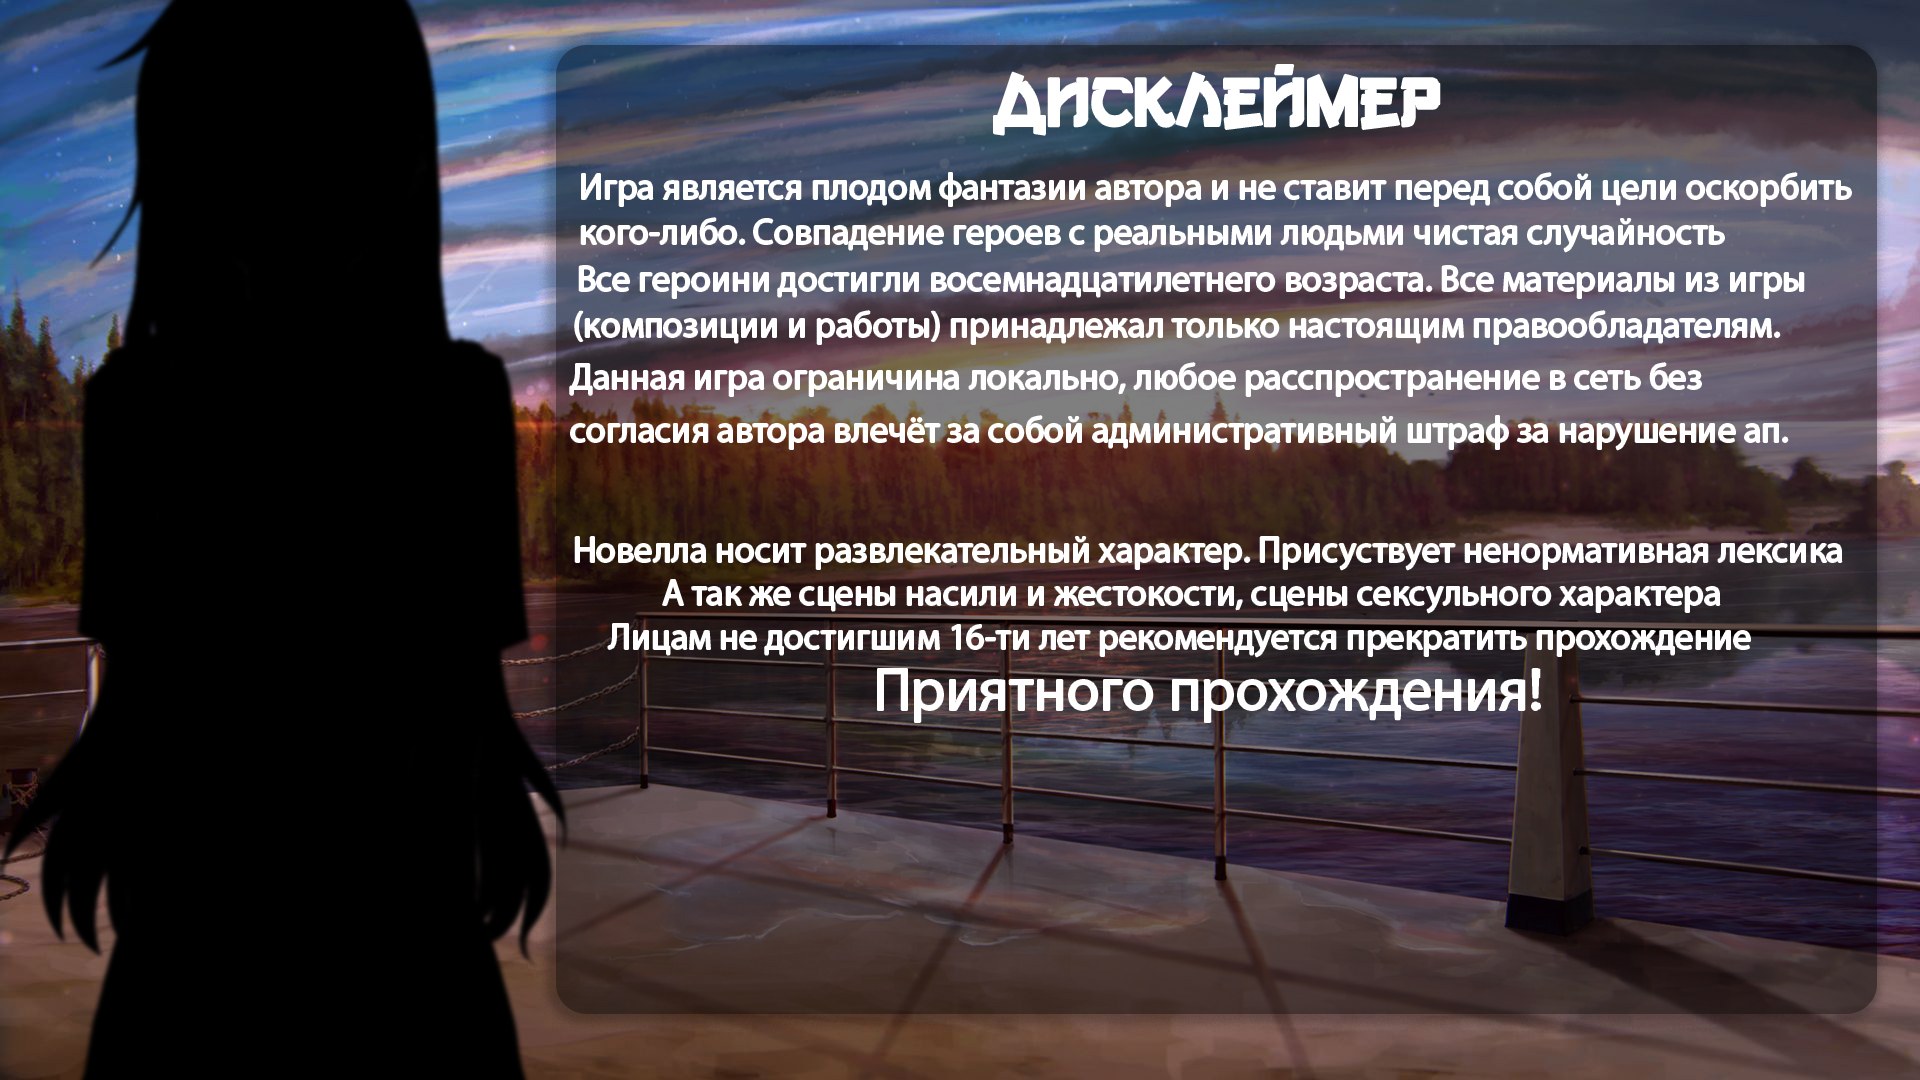 ДИСКЛЕЙМЕР
Игра является плодом фантазии автора и не ставит перед собой цели оскорбить
кого-либо. Совпадение героев с реальными людьми чистая случайность
Все героини достигли восемнадцатилетнего возраста. Все материалы из игры
(композиции и работы) принадлежал только настоящим правообладателям.
Данная игра ограничина локально, любое расспространение в сеть без
согласия автора влечёт за собой административный штраф за нарушение ап.
Новелла носит развлекательный характер. Присуствует ненормативная лексика
А так же сцены насили и жестокости, сцены сексульного характера
Лицам не достигшим 16-ти лет рекомендуется прекратить прохождение
Приятного прохождения!